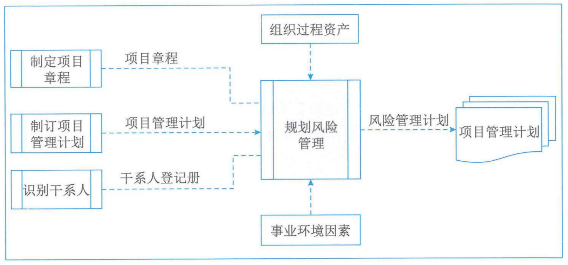 组织过程资产
制定项目
章程
项目章程
制订项目
管理计划
项目管理计划
规划风险
管理
风险管理计划
项目管理计划
识别干系人
干系人登记册
事业环境因素